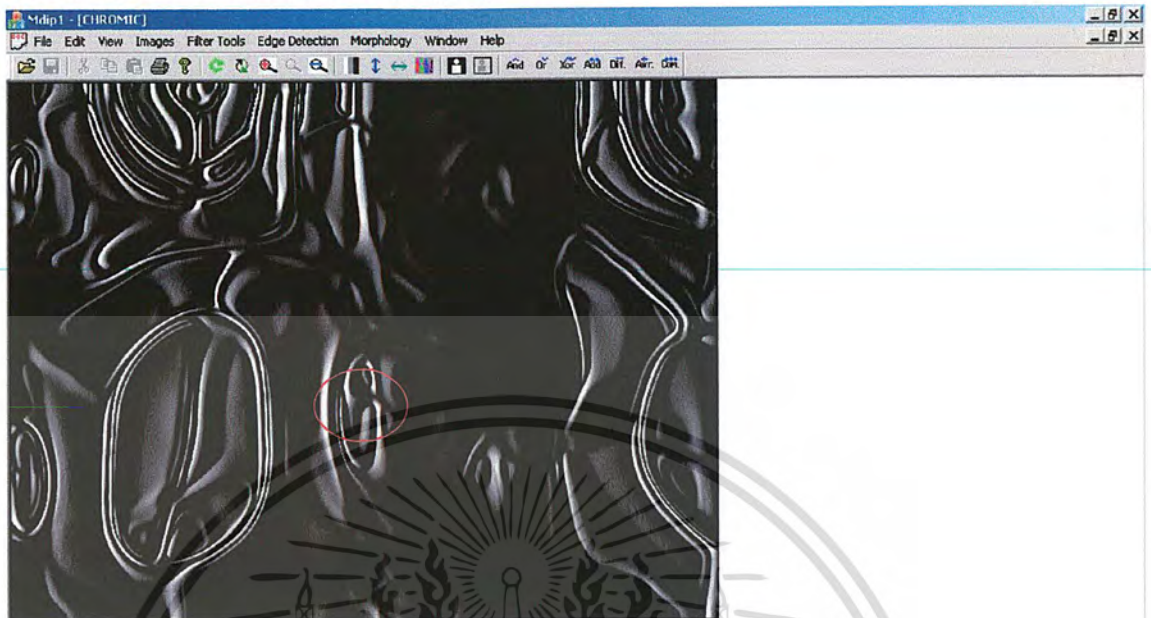 Mdip1 - [CHROMIC]
File Edit View Images Filter Tools Edge Detection Morphology Window Help
And Or Xor Add Dif.